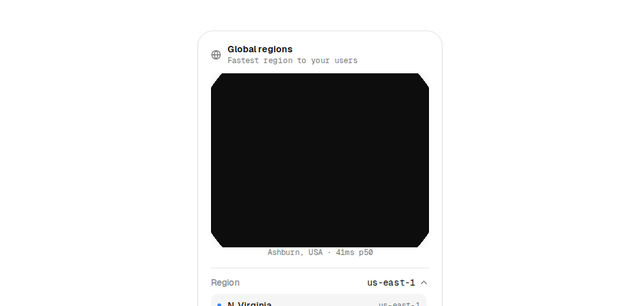 Global regions
Fastest region to your users
Ashburn, USA · 41ms p50
Region us-east-1
N. Virginia us-east-1